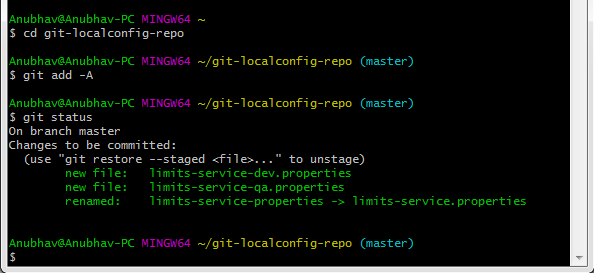 Anubhav@Anubhav-PC MINGW64 ~
$ cd git-localconfig-repo
Anubhav@Anubhav-PC MINGW64 ~/git-localconfig-repo (master)
$ git add -A
Anubhav@Anubhav-PC MINGW64 ~/git-localconfig-repo (master)
$ git status
On branch master
Changes to be committed:
  (use "git restore --staged <file>..." to unstage)
        new file:   limits-service-dev.properties
        new file:   limits-service-qa.properties
        renamed:    limits-service-properties -> limits-service.properties
Anubhav@Anubhav-PC MINGW64 ~/git-localconfig-repo (master)
$